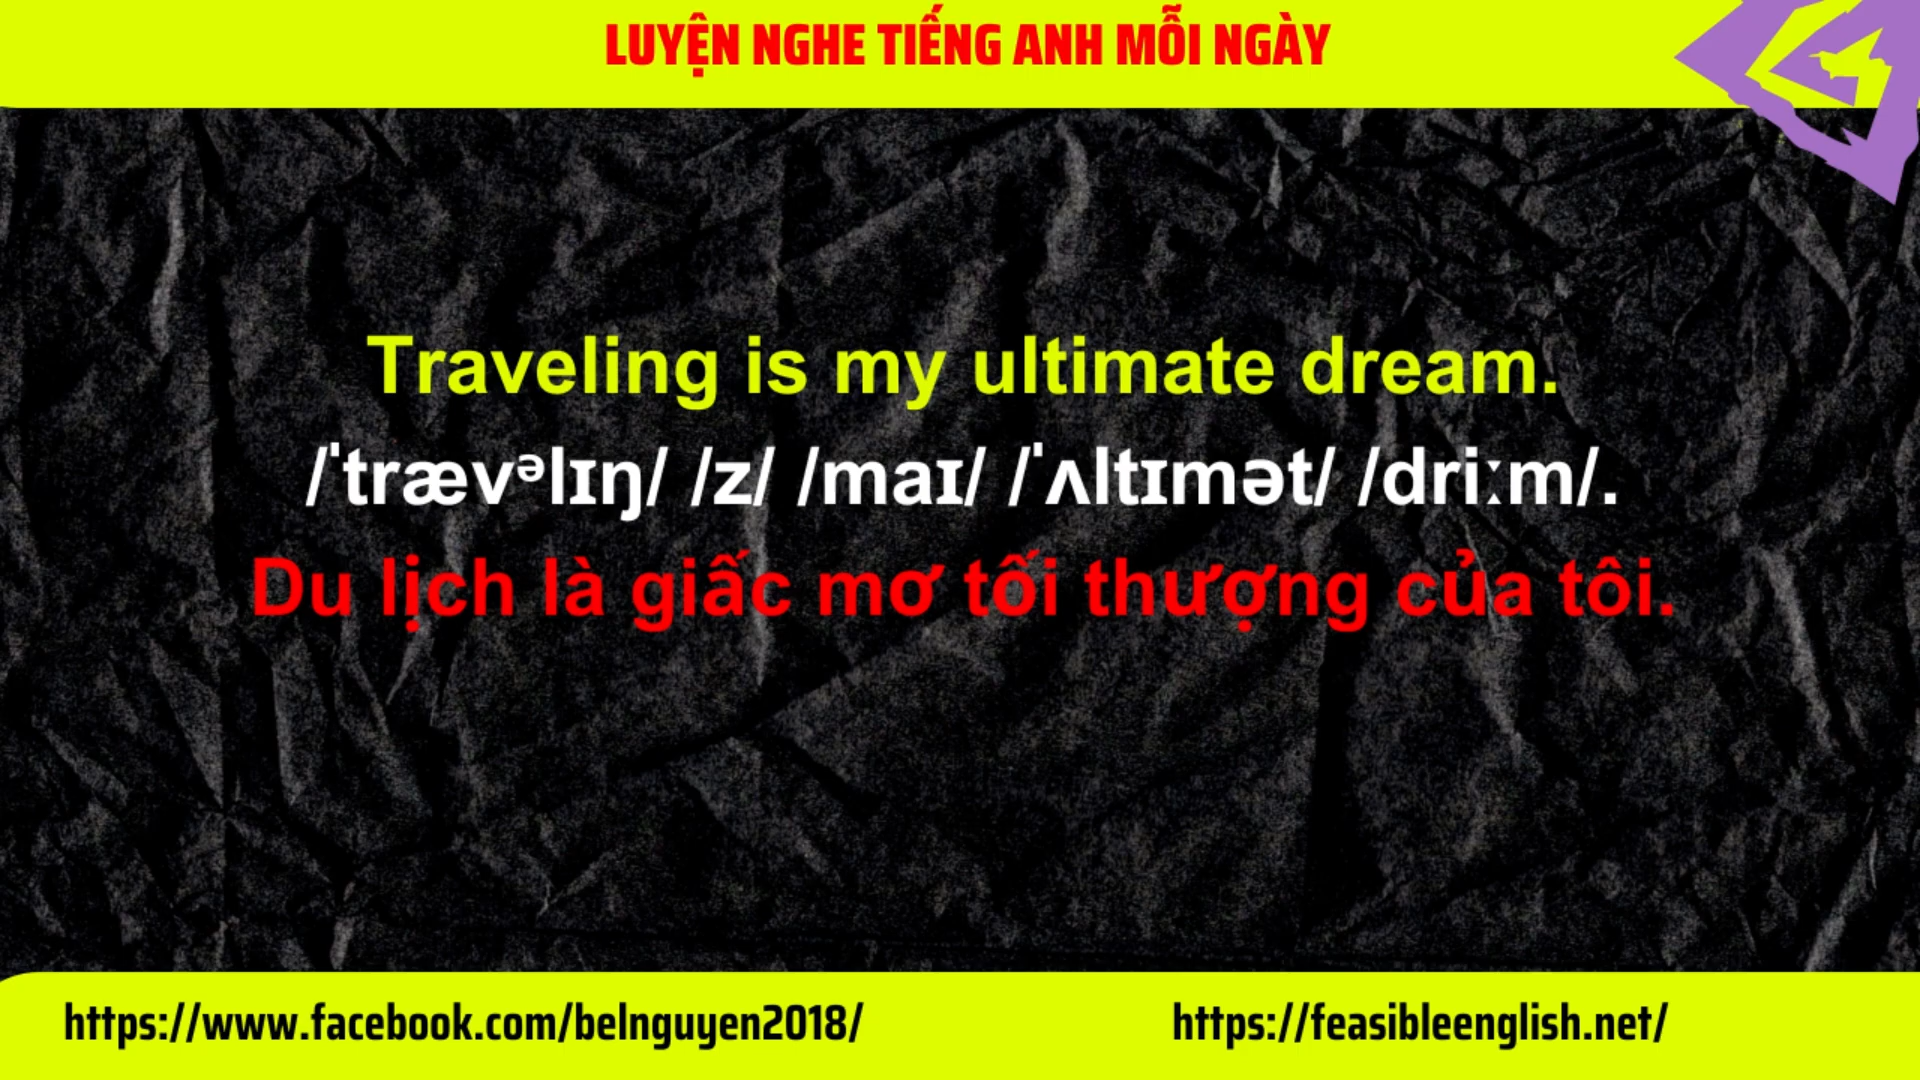 LUYỆN NGHE TIẾNG ANH MỖI NGÀY
Traveling is my ultimate dream.
/ˈtrævᵊlɪŋ/ /z/ /maɪ/ /ˈʌltɪmət/ /driːm/.
Du lịch là giấc mơ tối thượng của tôi.
https://www.facebook.com/belnguyen2018/
https://feasibleenglish.net/